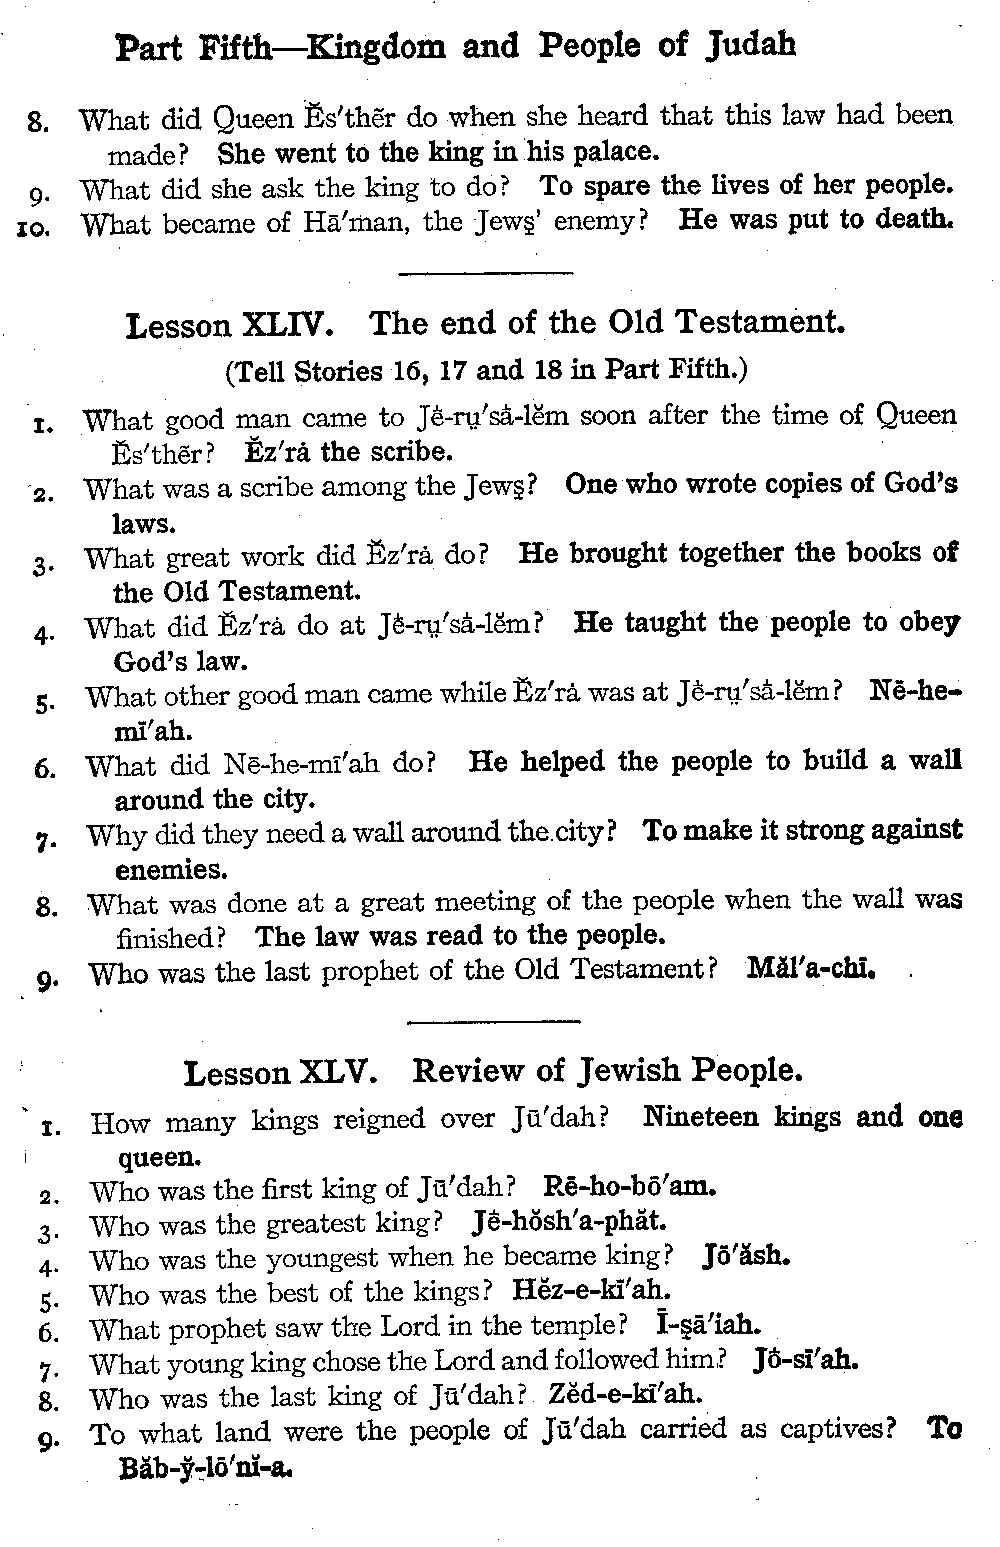 Part Fifth—Kingdom and People of Judah
8. What did Queen Ĕs′thẽr do when she heard that this law had been
made? She went to the king in his palace.
9. What did she ask the king to do? To spare the lives of her people.
10. What became of Hā′man, the Jewş' enemy? He was put to death.
Lesson XLIV. The end of the Old Testament.
(Tell Stories 16, 17 and 18 in Part Fifth.)
1. What good man came to Jė-rṳ′så-lĕm soon after the time of Queen
Ĕs′thẽr? Ĕz′rȧ the scribe.
2. What was a scribe among the Jewş? One who wrote copies of God's
laws.
3. What great work did Ĕz′rȧ do? He brought together the books of
the Old Testament.
4. What did Ĕz′rȧ do at Jė-rṳ′så-lĕm? He taught the people to obey
God's law.
5. What other good man came while Ĕz′rȧ was at Jė-rṳ′så-lĕm? Nē-he-
mī′ah.
6. What did Nē-he-mī′ah do? He helped the people to build a wall
around the city.
7. Why did they need a wall around the city? To make it strong against
enemies.
8. What was done at a great meeting of the people when the wall was
finished? The law was read to the people.
9. Who was the last prophet of the Old Testament? Măl′a-chī.
Lesson XLV. Review of Jewish People.
1. How many kings reigned over Jū′dah? Nineteen kings and one
queen.
2. Who was the first king of Jū′dah? Rē-ho-bō′am.
3. Who was the greatest king? Jė-hŏsh′a-phăt.
4. Who was the youngest when he became king? Jō′ăsh.
5. Who was the best of the kings? Hĕz-e-kī′ah.
6. What prophet saw the Lord in the temple? Ī-şā′iah.
7. What young king chose the Lord and followed him? Jȯ-sī′ah.
8. Who was the last king of Jū′dah? Zĕd-e-kī′ah.
9. To what land were the people of Jū′dah carried as captives? To
Băb-y̆-lō′nĭ-a.